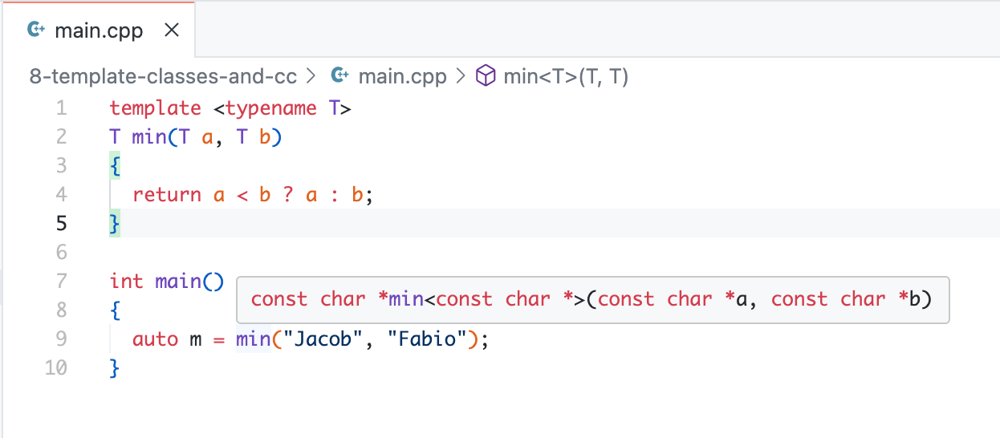 main.cpp
8-template-classes-and-cc > main.cpp > min<T>(T, T)
1 template <typename T>
2 T min(T a, T b)
3 {
4   return a < b ? a : b;
5 }
6
7 int main()
const char *min<const char *>(const char *a, const char *b)
8 {
9   auto m = min("Jacob", "Fabio");
10 }